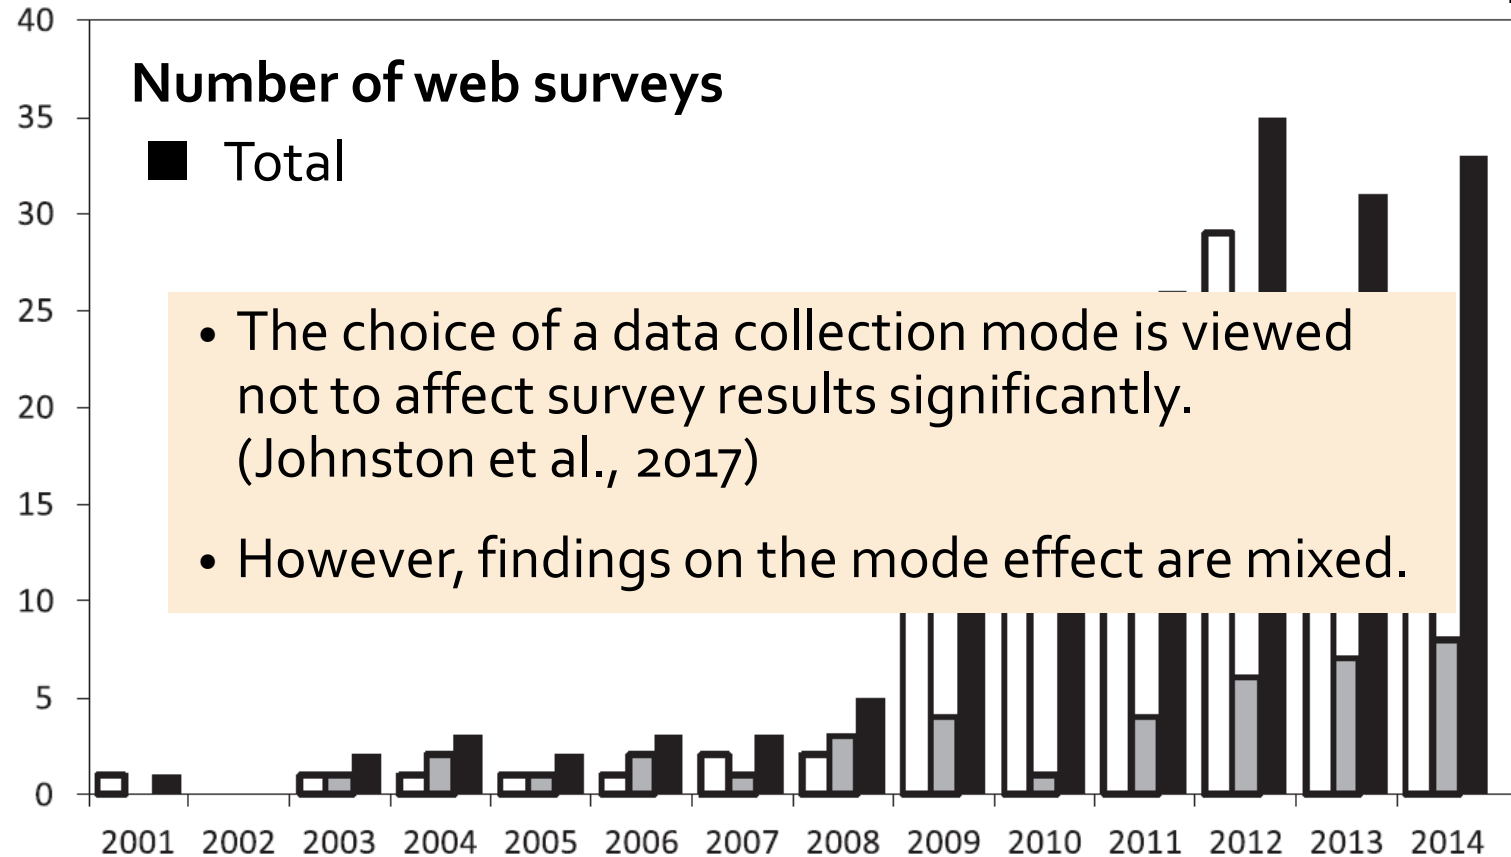 40
Number of web surveys
35
Total
30
25
• The choice of a data collection mode is viewed
not to affect survey results significantly.
20
(Johnston et al., 2017)
15
• However, findings on the mode effect are mixed.
10
5
0
2001 2002 2003 2004 2005 2006 2007 2008 2009 2010 2011 2012 2013 2014